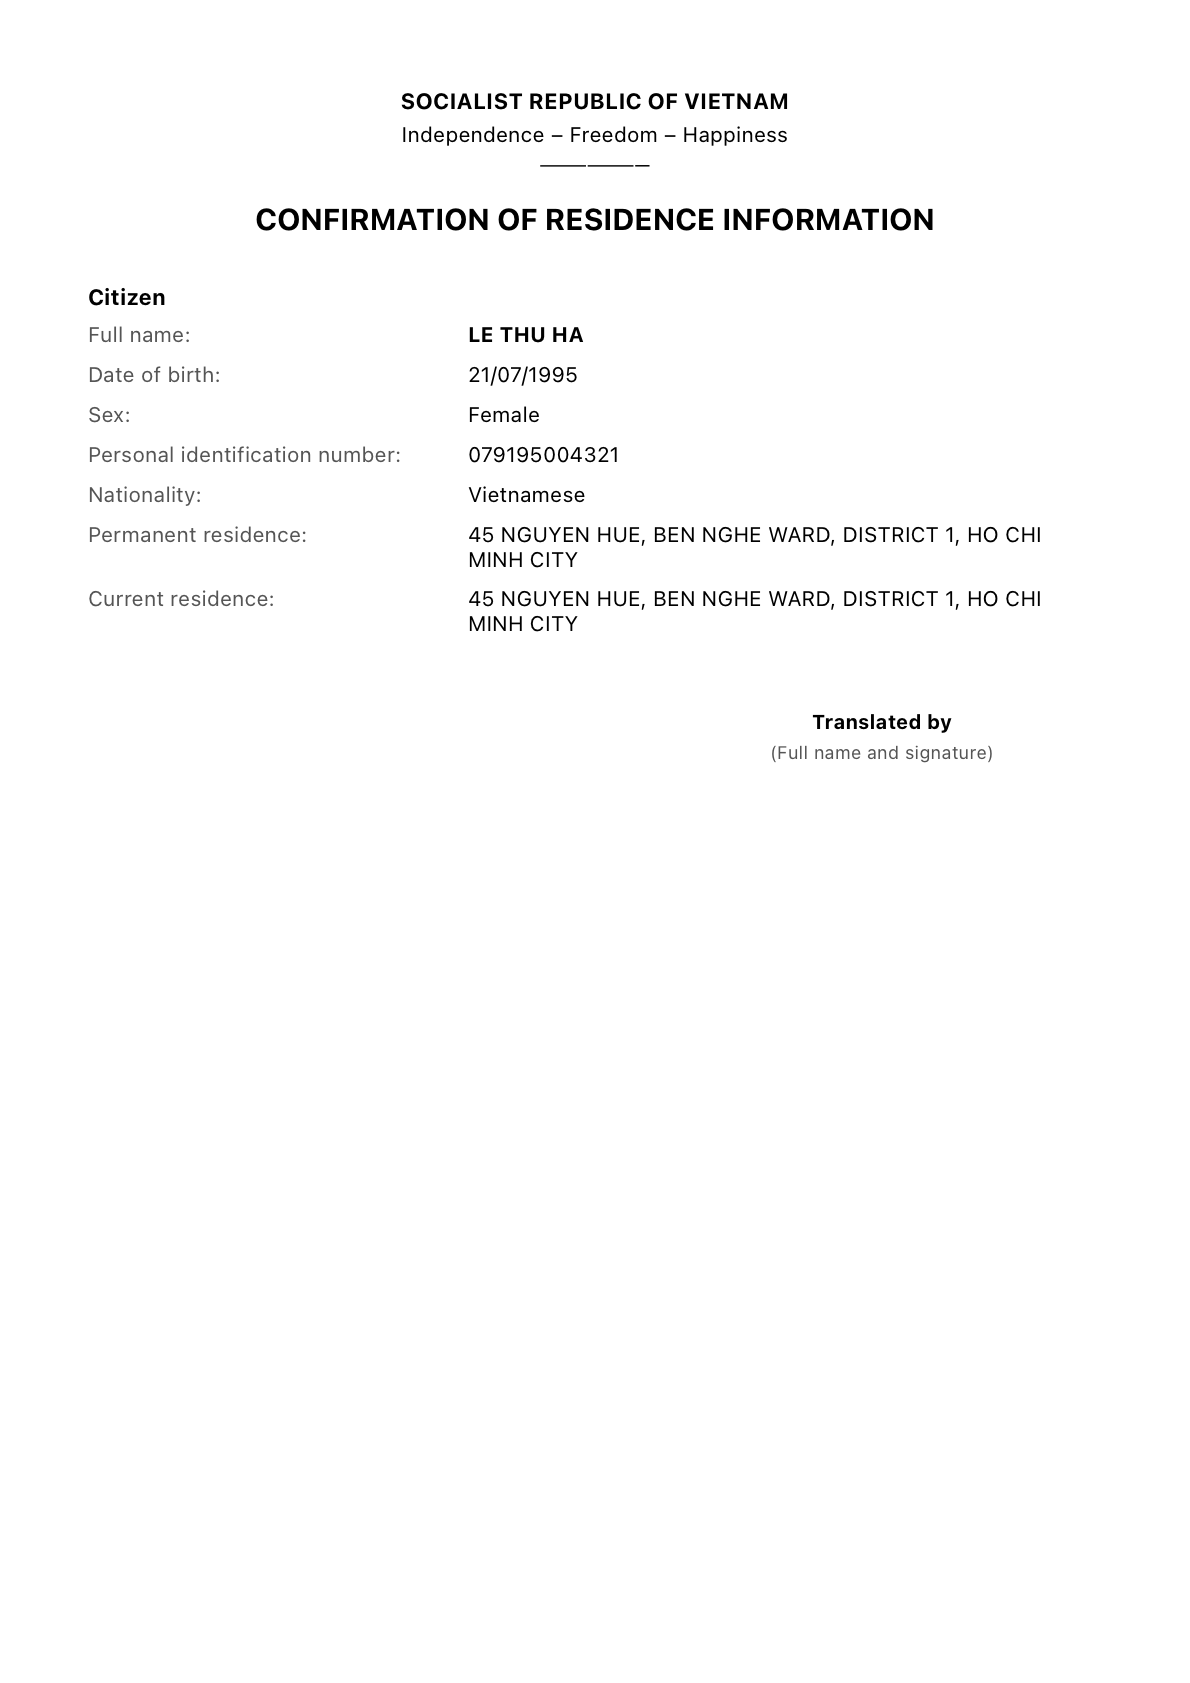 SOCIALIST REPUBLIC OF VIETNAM
Independence – Freedom – Happiness
CONFIRMATION OF RESIDENCE INFORMATION
Citizen
Full name: LE THU HA
Date of birth: 21/07/1995
Sex: Female
Personal identification number: 079195004321
Nationality: Vietnamese
Permanent residence: 45 NGUYEN HUE, BEN NGHE WARD, DISTRICT 1, HO CHI
MINH CITY
Current residence: 45 NGUYEN HUE, BEN NGHE WARD, DISTRICT 1, HO CHI
MINH CITY
Translated by
(Full name and signature)